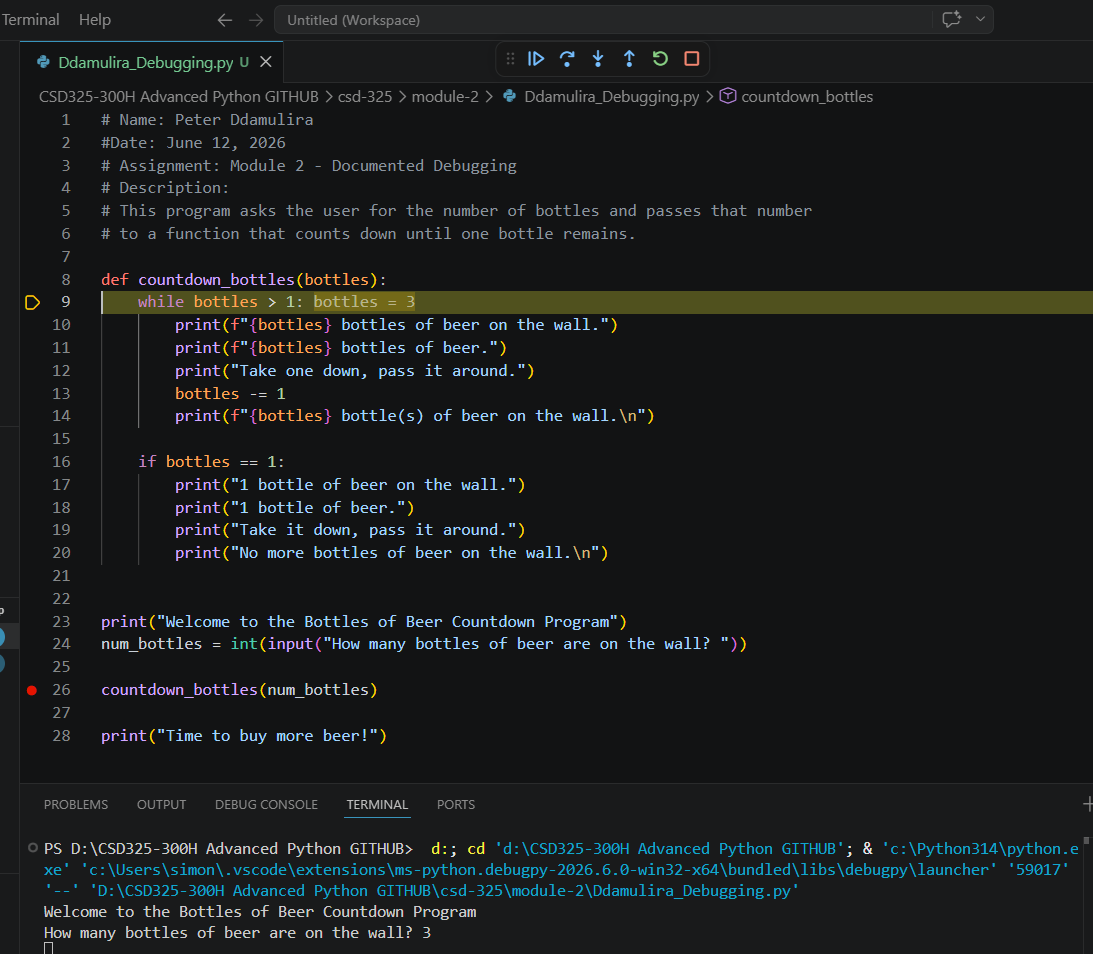 Terminal Help Untitled (Workspace)
Ddamulira_Debugging.py U
CSD325-300H Advanced Python GITHUB > csd-325 > module-2 > Ddamulira_Debugging.py > countdown_bottles
1 # Name: Peter Ddamulira
2 #Date: June 12, 2026
3 # Assignment: Module 2 - Documented Debugging
4 # Description:
5 # This program asks the user for the number of bottles and passes that number
6 # to a function that counts down until one bottle remains.
7
8 def countdown_bottles(bottles):
9     while bottles > 1: bottles = 3
10         print(f"{bottles} bottles of beer on the wall.")
11         print(f"{bottles} bottles of beer.")
12         print("Take one down, pass it around.")
13         bottles -= 1
14         print(f"{bottles} bottle(s) of beer on the wall.\n")
15
16     if bottles == 1:
17         print("1 bottle of beer on the wall.")
18         print("1 bottle of beer.")
19         print("Take it down, pass it around.")
20         print("No more bottles of beer on the wall.\n")
21
22
23 print("Welcome to the Bottles of Beer Countdown Program")
24 num_bottles = int(input("How many bottles of beer are on the wall? "))
25
26 countdown_bottles(num_bottles)
27
28 print("Time to buy more beer!")
PROBLEMS OUTPUT DEBUG CONSOLE TERMINAL PORTS
PS D:\CSD325-300H Advanced Python GITHUB>  d:; cd 'd:\CSD325-300H Advanced Python GITHUB'; & 'c:\Python314\python.e
xe' 'c:\Users\simon\.vscode\extensions\ms-python.debugpy-2026.6.0-win32-x64\bundled\libs\debugpy\launcher' '59017'
'--' 'D:\CSD325-300H Advanced Python GITHUB\csd-325\module-2\Ddamulira_Debugging.py'
Welcome to the Bottles of Beer Countdown Program
How many bottles of beer are on the wall? 3